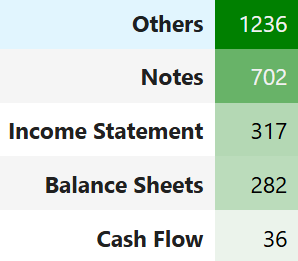 Others 1236
Notes 702
Income Statement 317
Balance Sheets 282
Cash Flow 36